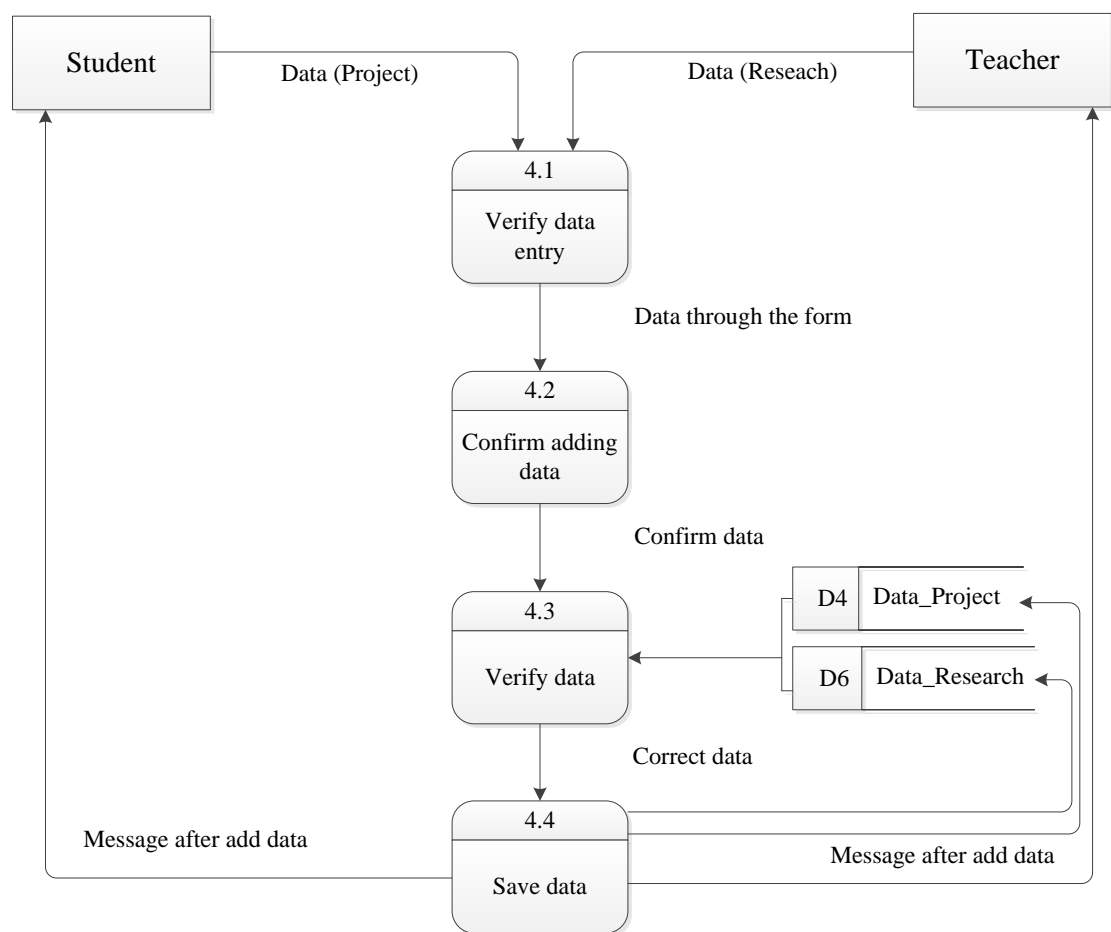 Student
Teacher
Data (Project)
Data (Reseach)
4.1
Verify data
entry
Data through the form
4.2
Confirm adding
data
Confirm data
4.3
Verify data
D4
Data_Project
D6
Data_Research
Correct data
4.4
Save data
Message after add data
Message after add data